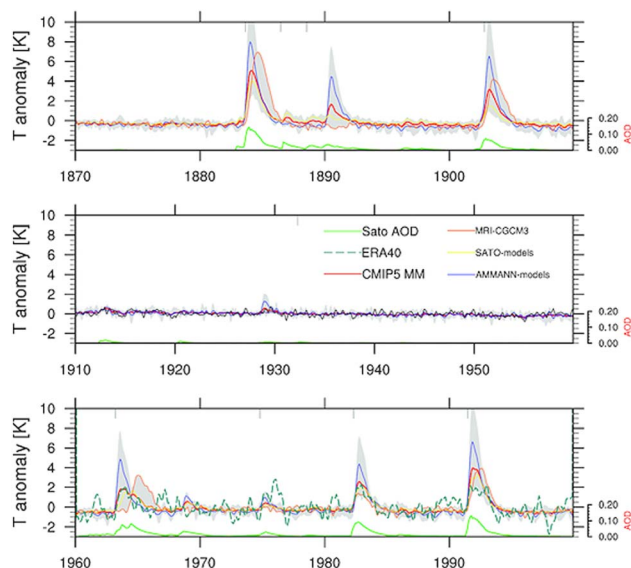 T anomaly [K]
10
8
6
4
2
0
-2
0.20
0.10
0.00
AOD
1870 1880 1890 1900
T anomaly [K]
10
8
6
4
2
0
-2
Sato AOD
ERA40
CMIP5 MM
MRI-CGCM3
SATO-models
AMMANN-models
0.20
0.10
0.00
AOD
1910 1920 1930 1940 1950
T anomaly [K]
10
8
6
4
2
0
-2
0.20
0.10
0.00
AOD
1960 1970 1980 1990